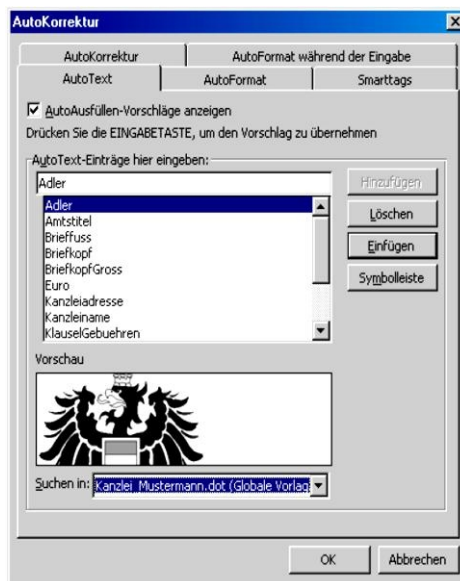 AutoKorrektur
AutoKorrektur AutoFormat während der Eingabe
AutoText AutoFormat Smarttags
AutoAusfüllen-Vorschläge anzeigen
Drücken Sie die EINGABETASTE, um den Vorschlag zu übernehmen
AutoText-Einträge hier eingeben:
Adler
Hinzufügen
Adler
Amtstitel
Brieffuss
Briefkopf
BriefkopfGross
Euro
Kanzleiadresse
Kanzleiname
KlauselGebuehren
Löschen
Einfügen
Symbolleiste
Vorschau
Suchen in: Kanzlei_Mustermann.dot (Globale Vorlag
OK Abbrechen